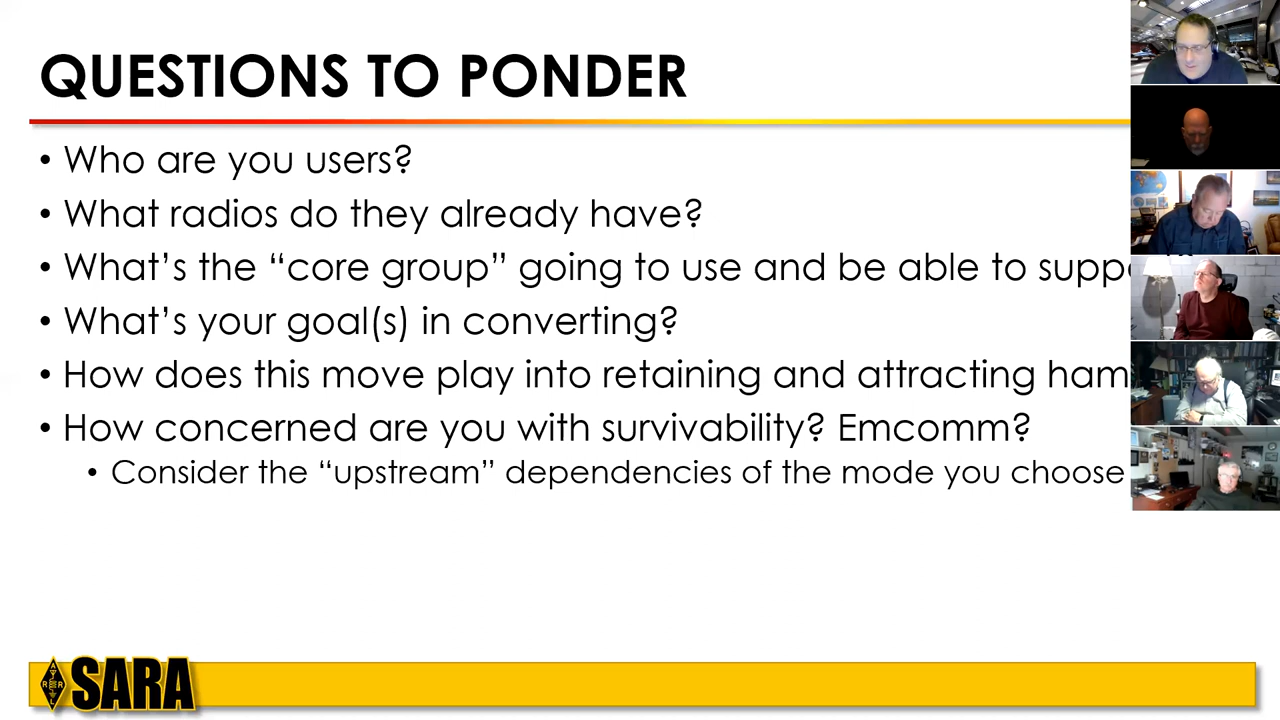 QUESTIONS TO PONDER
• Who are you users?
• What radios do they already have?
• What's the “core group” going to use and be able to
• What's your goal(s) in converting?
• How does this move play into retaining and attracting
• How concerned are you with survivability? Emcomm?
• Consider the “upstream” dependencies of the mode you choose
SARA